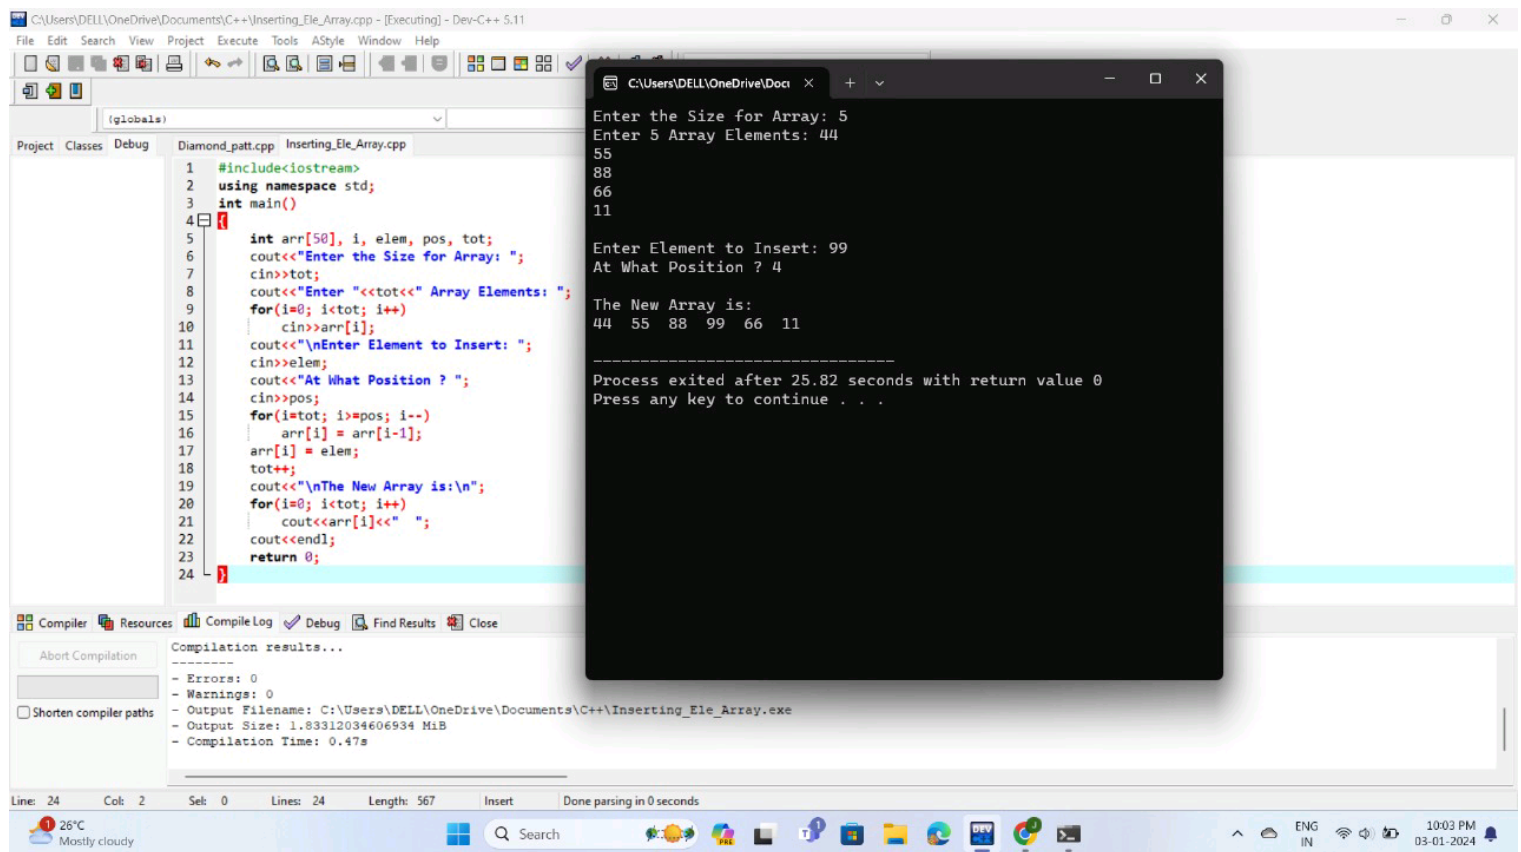 C:\Users\DELL\OneDrive\Documents\C++\Inserting_Ele_Array.cpp - [Executing] - Dev-C++ 5.11
File Edit Search View Project Execute Tools AStyle Window Help
(globals)
Project Classes Debug
Diamond_patt.cpp Inserting_Ele_Array.cpp
1 #include<iostream>
2 using namespace std;
3 int main()
4 {
5 int arr[50], i, elem, pos, tot;
6 cout<<"Enter the Size for Array: ";
7 cin>>tot;
8 cout<<"Enter "<<tot<<" Array Elements: ";
9 for(i=0; i<tot; i++)
10 cin>>arr[i];
11 cout<<"\nEnter Element to Insert: ";
12 cin>>elem;
13 cout<<"At What Position ? ";
14 cin>>pos;
15 for(i=tot; i>=pos; i--)
16 arr[i] = arr[i-1];
17 arr[i] = elem;
18 tot++;
19 cout<<"\nThe New Array is:\n";
20 for(i=0; i<tot; i++)
21 cout<<arr[i]<<"  ";
22 cout<<endl;
23 return 0;
24 }
C:\Users\DELL\OneDrive\Doc
Enter the Size for Array: 5
Enter 5 Array Elements: 44
55
88
66
11
Enter Element to Insert: 99
At What Position ? 4
The New Array is:
44  55  88  99  66  11
--------------------------------
Process exited after 25.82 seconds with return value 0
Press any key to continue . . .
Compiler Resources Compile Log Debug Find Results Close
Abort Compilation
Shorten compiler paths
Compilation results...
--------
- Errors: 0
- Warnings: 0
- Output Filename: C:\Users\DELL\OneDrive\Documents\C++\Inserting_Ele_Array.exe
- Output Size: 1.83312034606934 MiB
- Compilation Time: 0.47s
Line: 24 Col: 2 Sel: 0 Lines: 24 Length: 567 Insert Done parsing in 0 seconds
1
26°C
Mostly cloudy
Search
PRE
1
DEV
J
ENG
IN
10:03 PM
03-01-2024